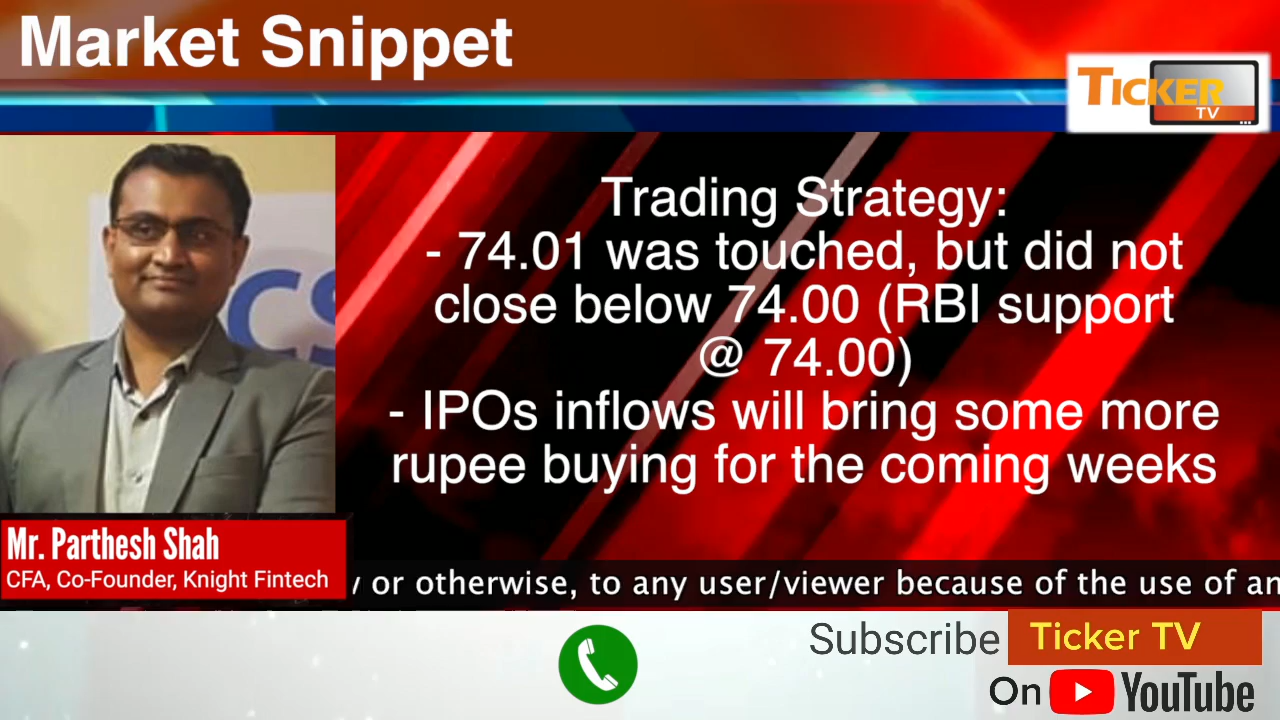 Market Snippet
TICKER
TV
Trading Strategy:
- 74.01 was touched, but did not
close below 74.00 (RBI support
@ 74.00)
- IPOs inflows will bring some more
rupee buying for the coming weeks
CS
Mr. Parthesh Shah
CFA, Co-Founder, Knight Fintech
y or otherwise, to any user/viewer because of the use of an
Subscribe Ticker TV
On YouTube